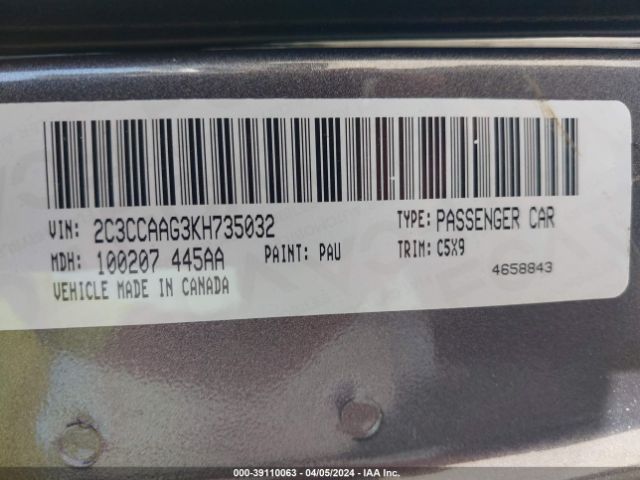 VIN: 2C3CCAAG3KH735032 TYPE: PASSENGER CAR
MDH: 100207 445AA PAINT: PAU TRIM: C5X9
VEHICLE MADE IN CANADA 4658843
000-39110063 - 04/05/2024 - IAA Inc.